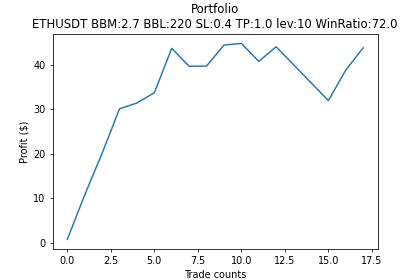 Portfolio
ETHUSDT BBM:2.7 BBL:220 SL:0.4 TP:1.0 lev:10 WinRatio:72.0
40
30
20
10
0
Profit ($)
0.0 2.5 5.0 7.5 10.0 12.5 15.0 17.5
Trade counts